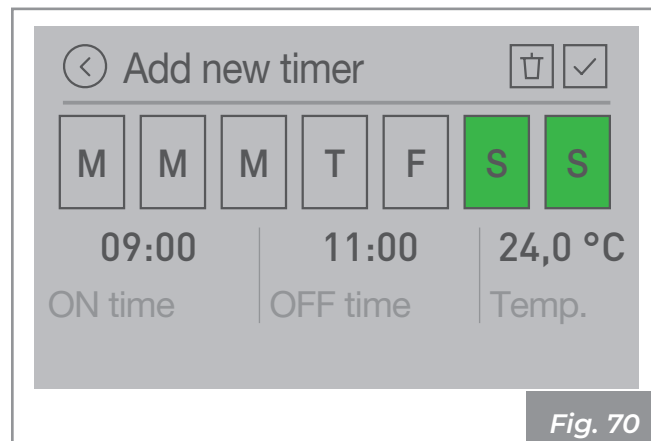 Add new timer
M M M T F S S
09:00 11:00 24,0 °C
ON time OFF time Temp.
Fig. 70